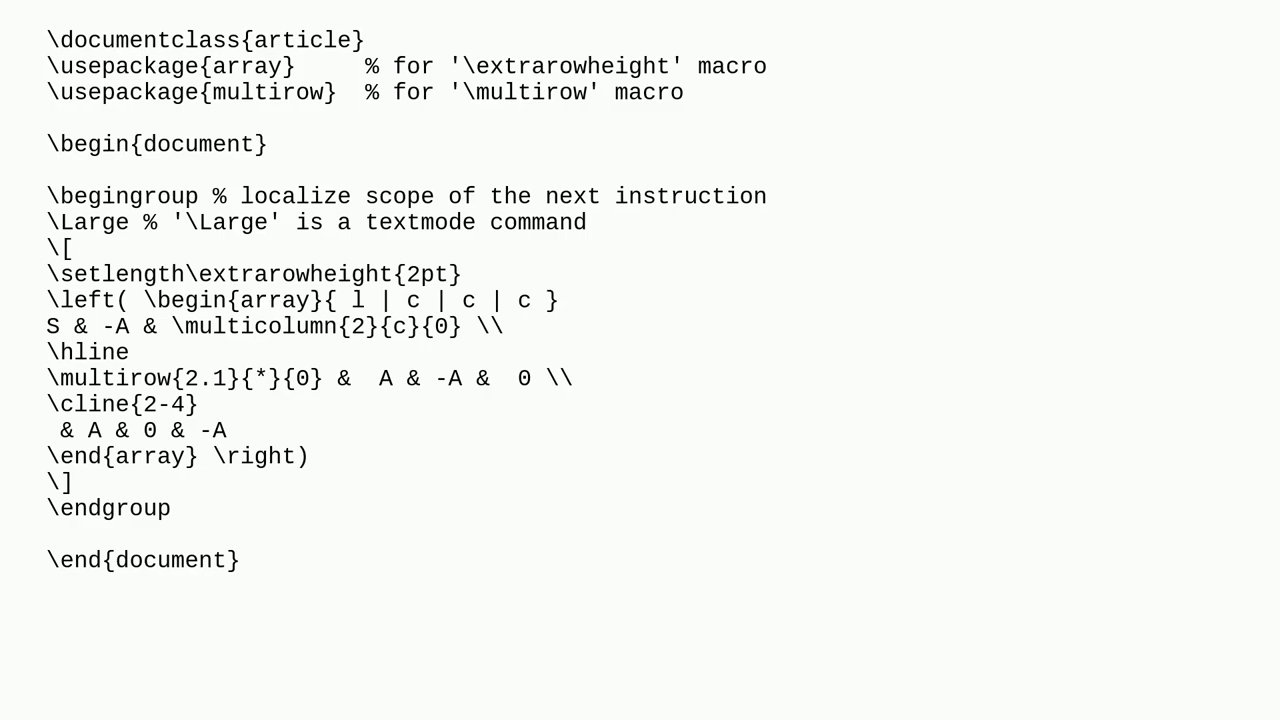 \documentclass{article}
\usepackage{array}     % for '\extrarowheight' macro
\usepackage{multirow}  % for '\multirow' macro

\begin{document}

\begingroup % localize scope of the next instruction
\Large % '\Large' is a textmode command
\[
\setlength\extrarowheight{2pt}
\left( \begin{array}{ l | c | c | c }
S & -A & \multicolumn{2}{c}{0} \\
\hline
\multirow{2.1}{*}{0} &  A & -A &  0 \\
\cline{2-4}
 & A & 0 & -A
\end{array} \right)
\]
\endgroup

\end{document}